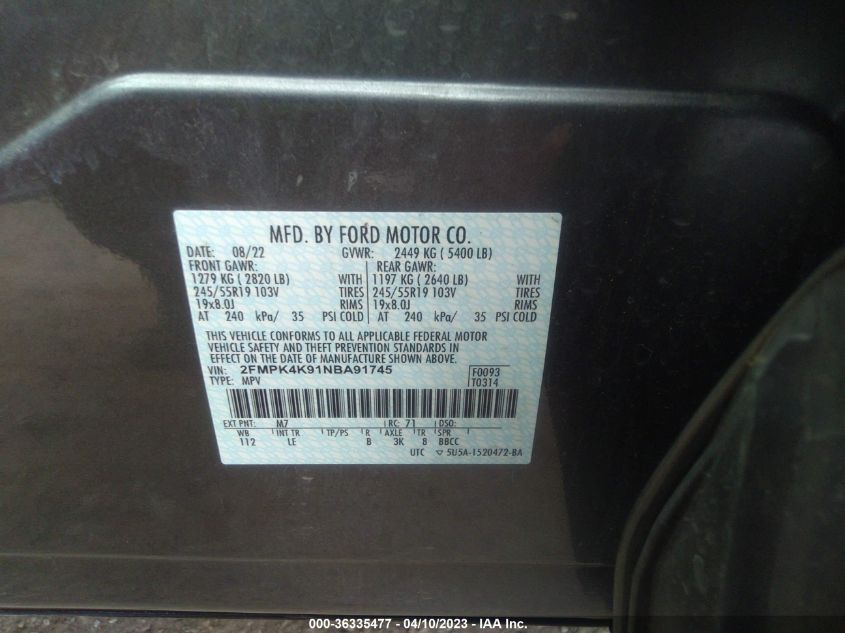 MFD. BY FORD MOTOR CO.
DATE: 08/22 GVWR: 2449 KG ( 5400 LB)
FRONT GAWR: REAR GAWR:
1279 KG ( 2820 LB) WITH 1197 KG ( 2640 LB) WITH
245/55R19 103V TIRES 245/55R19 103V TIRES
19x8.0J RIMS 19x8.0J RIMS
AT 240 kPa/ 35 PSI COLD AT 240 kPa/ 35 PSI COLD
THIS VEHICLE CONFORMS TO ALL APPLICABLE FEDERAL MOTOR
VEHICLE SAFETY AND THEFT PREVENTION STANDARDS IN
EFFECT ON THE DATE OF MANUFACTURE SHOWN ABOVE.
VIN: 2FMPK4K91NBA91745 F0093
TYPE: MPV T0314
EXT PNT: M7 RC: 71 DSO:
WB INT TR TP/PS R AXLE TR SPR
112 LE B 3K 8 BBCC
UTC ▽ 5U5A-1520472-BA
000-36335477 - 04/10/2023 - IAA Inc.